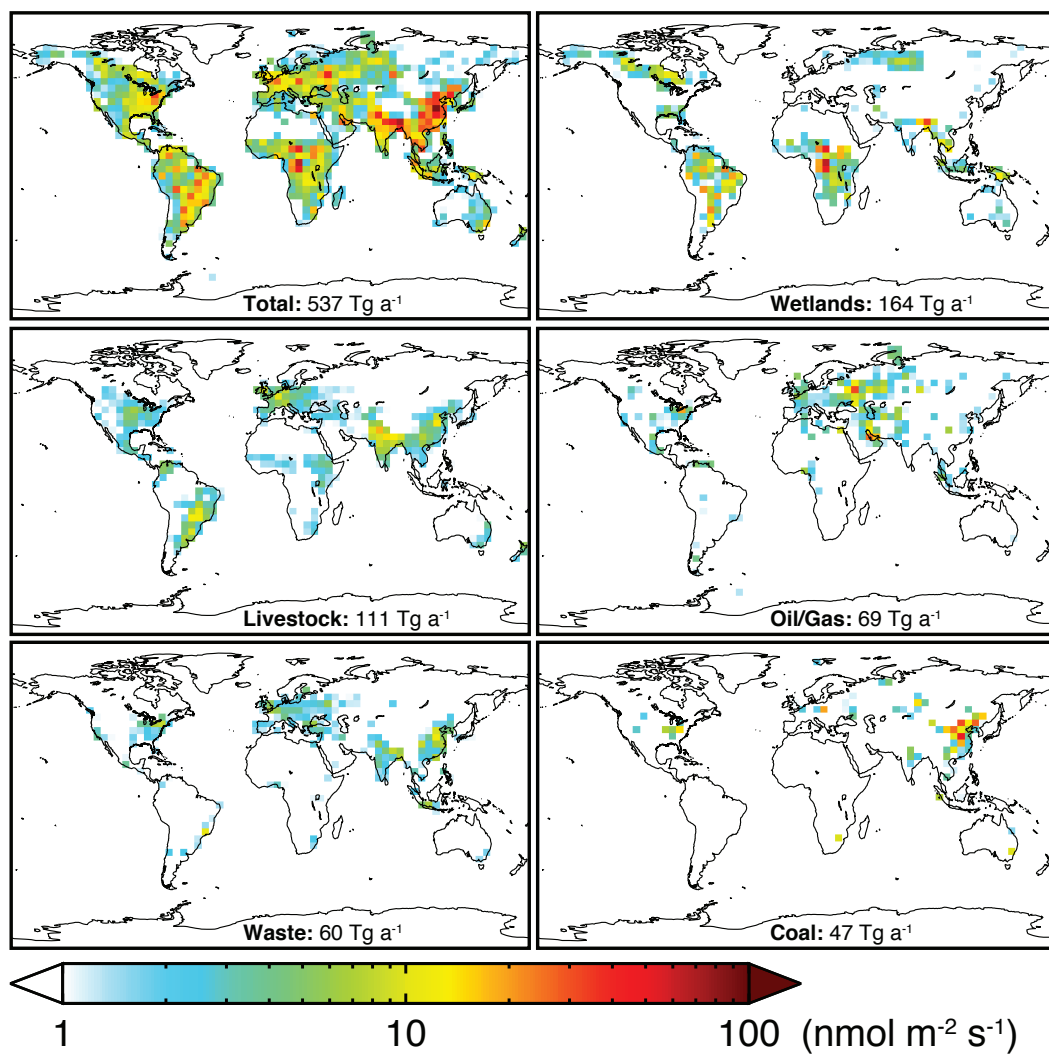 Total: 537 Tg a⁻¹
Wetlands: 164 Tg a⁻¹
Livestock: 111 Tg a⁻¹
Oil/Gas: 69 Tg a⁻¹
Waste: 60 Tg a⁻¹
Coal: 47 Tg a⁻¹
1 10 100 (nmol m⁻² s⁻¹)